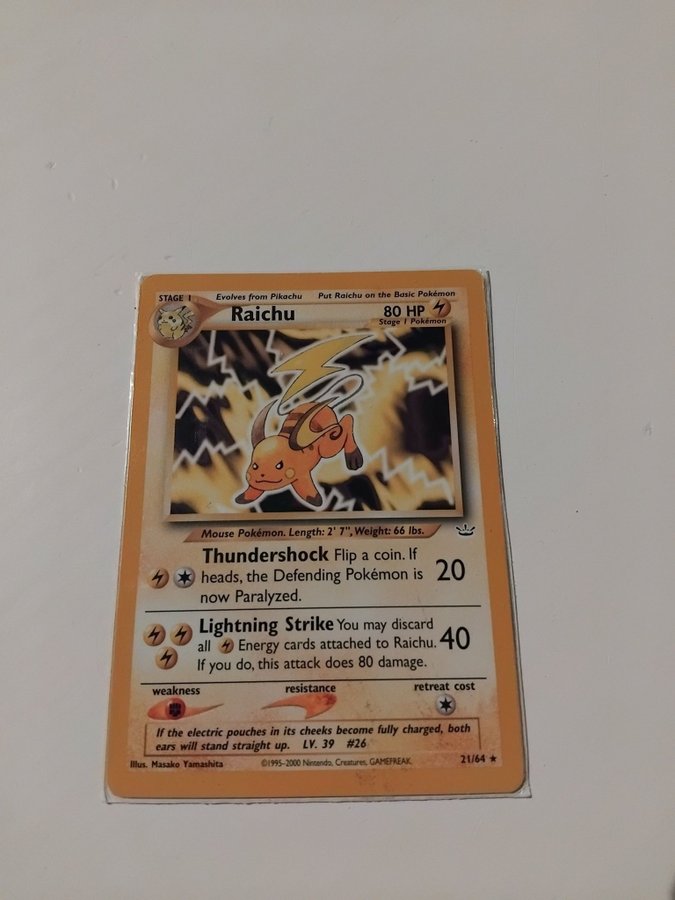 STAGE 1 Evolves from Pikachu Put Raichu on the Basic Pokémon
Raichu 80 HP
Stage 1 Pokémon
Mouse Pokémon. Length: 2' 7", Weight: 66 lbs.
Thundershock Flip a coin. If
heads, the Defending Pokémon is 20
now Paralyzed.
Lightning Strike You may discard
all Energy cards attached to Raichu. 40
If you do, this attack does 80 damage.
weakness resistance retreat cost
If the electric pouches in its cheeks become fully charged, both
ears will stand straight up. LV. 39 #26
Illus. Masako Yamashita ©1995-2000 Nintendo, Creatures, GAMEFREAK. 21/64 ★